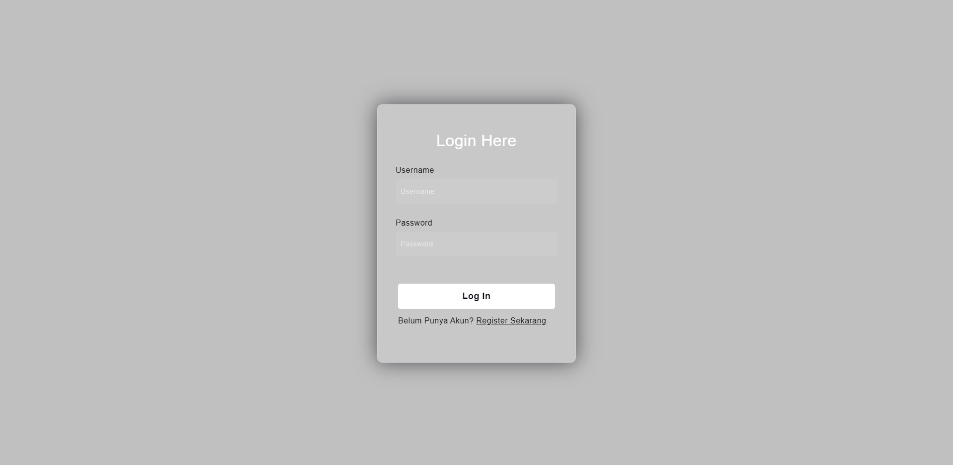 Login Here
Username
Username
Password
Password
Log In
Belum Punya Akun? Register Sekarang